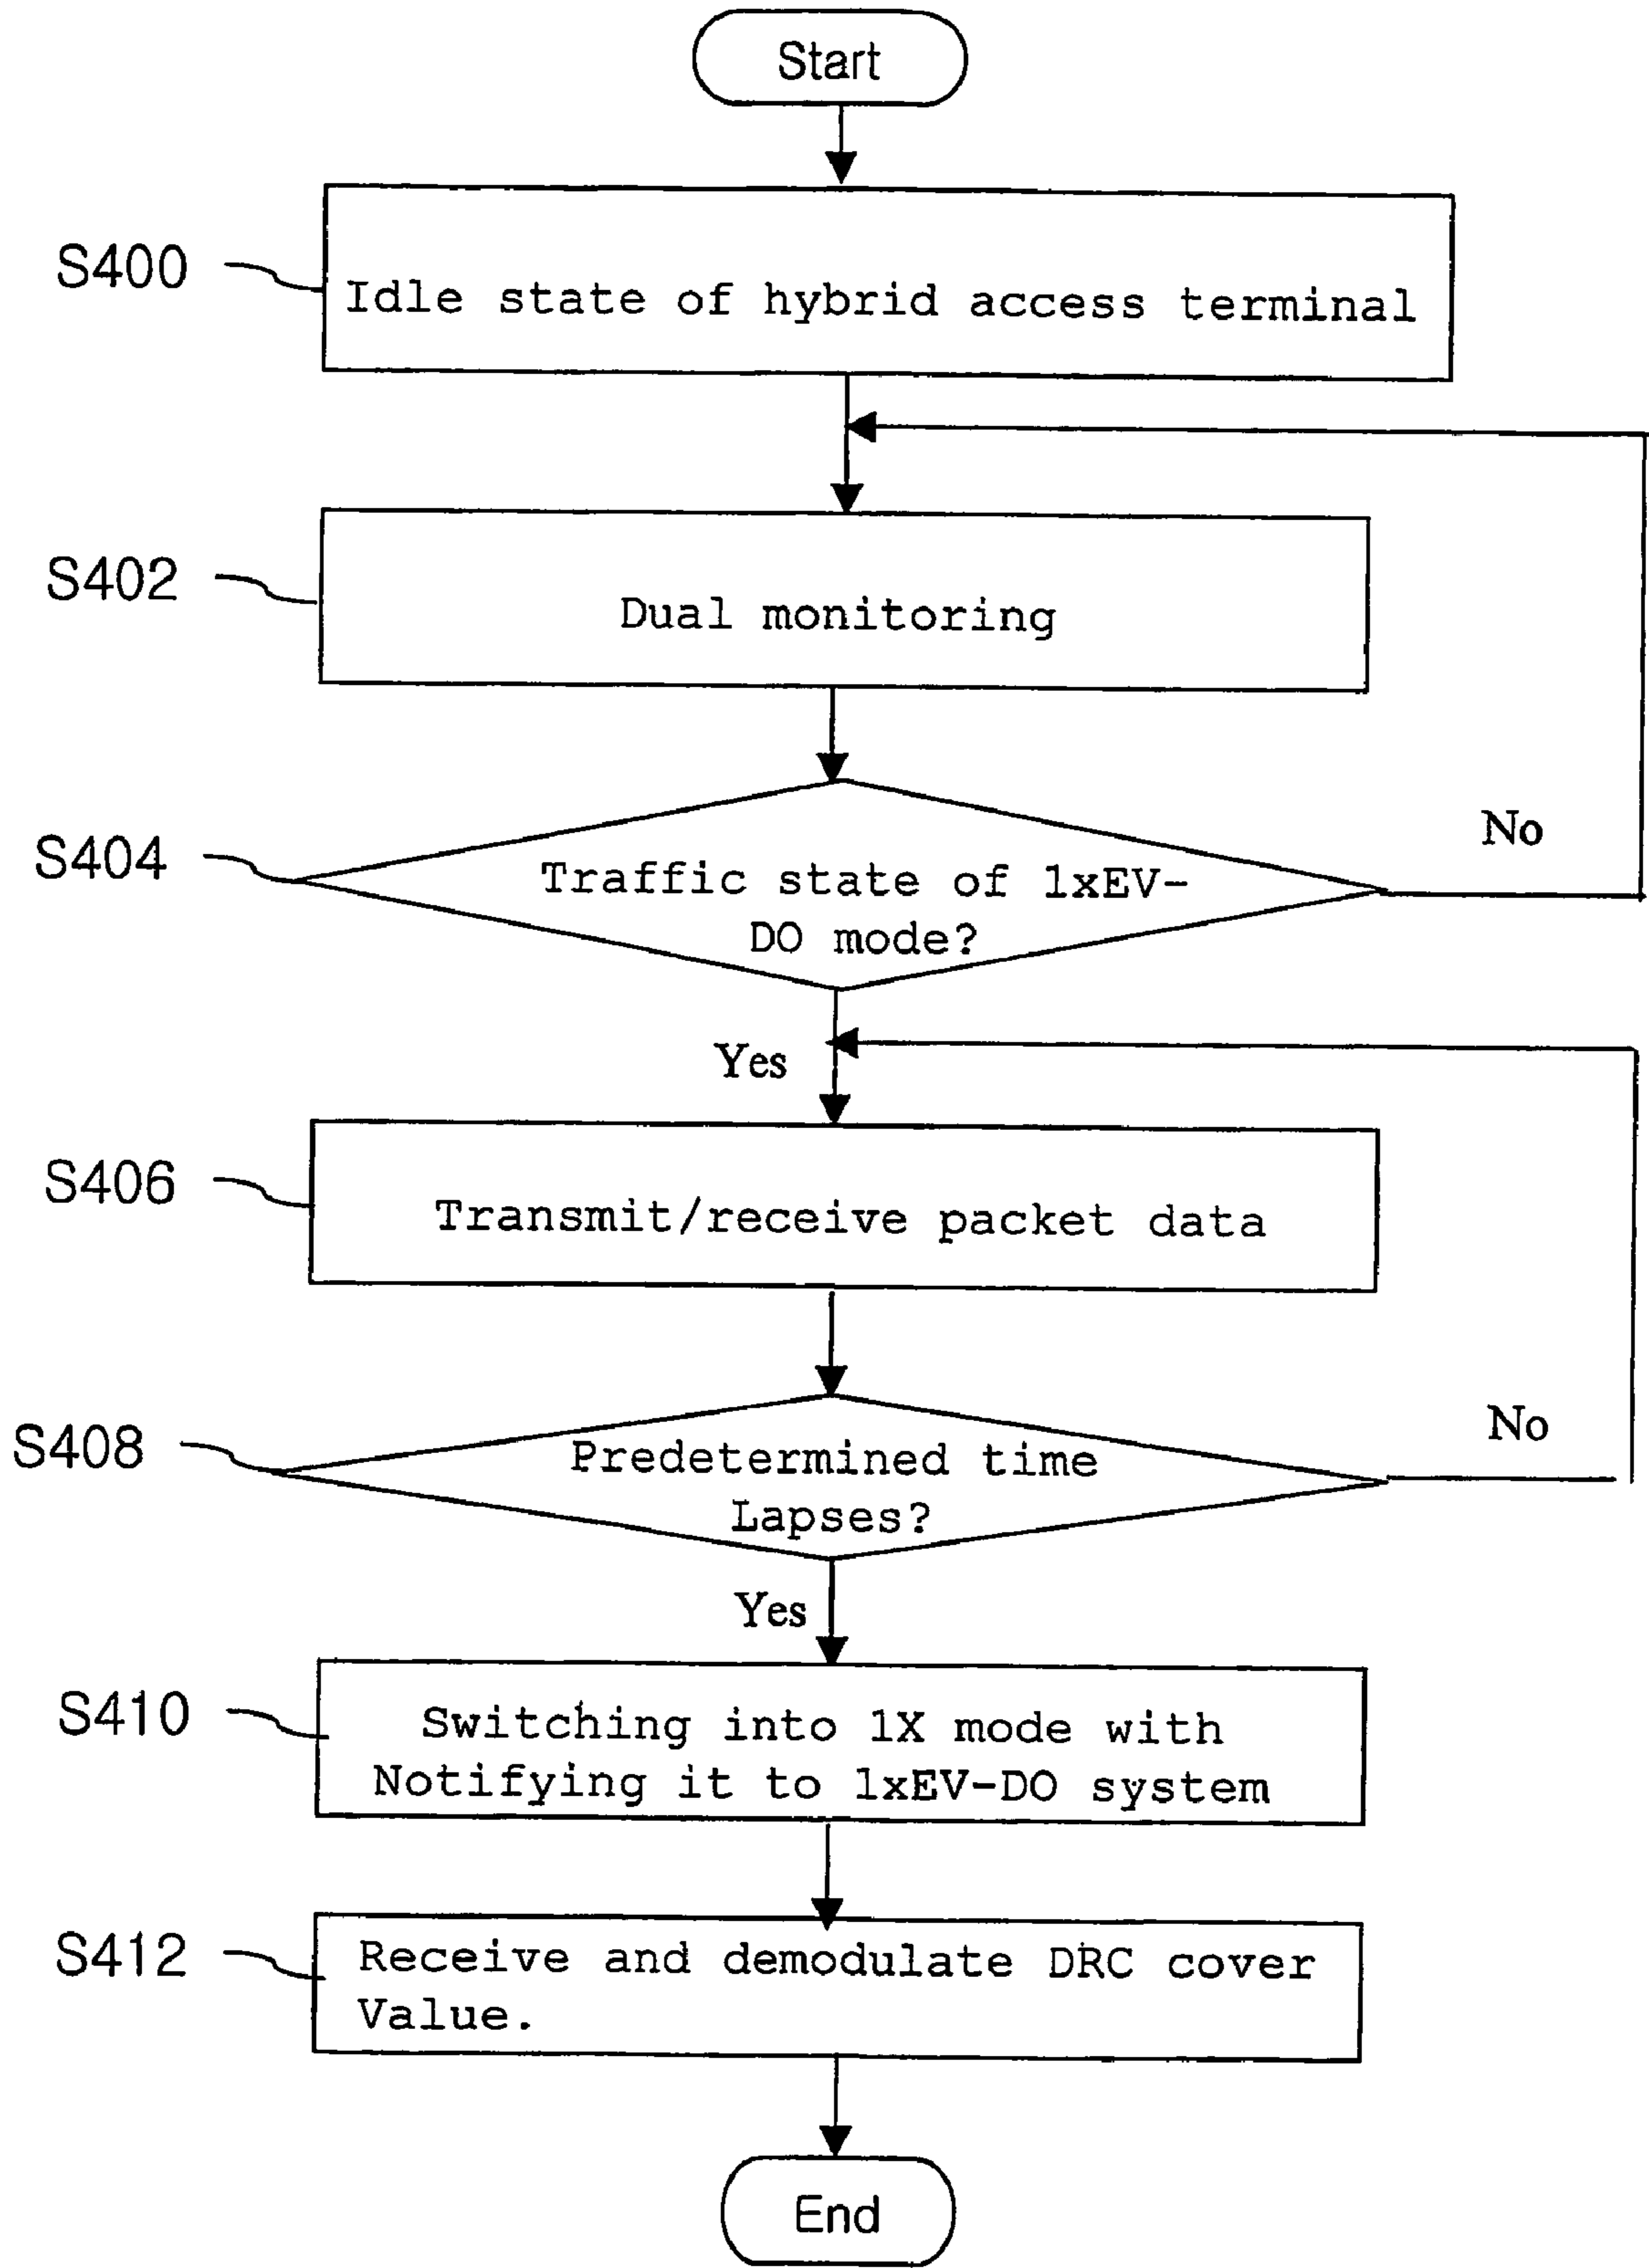 Start
S400
Idle state of hybrid access terminal
S402
Dual monitoring
S404
Traffic state of 1xEV-
DO mode?
No
Yes
S406
Transmit/receive packet data
S408
Predetermined time
Lapses?
No
Yes
S410
Switching into 1X mode with
Notifying it to 1xEV-DO system
S412
Receive and demodulate DRC cover
Value.
End